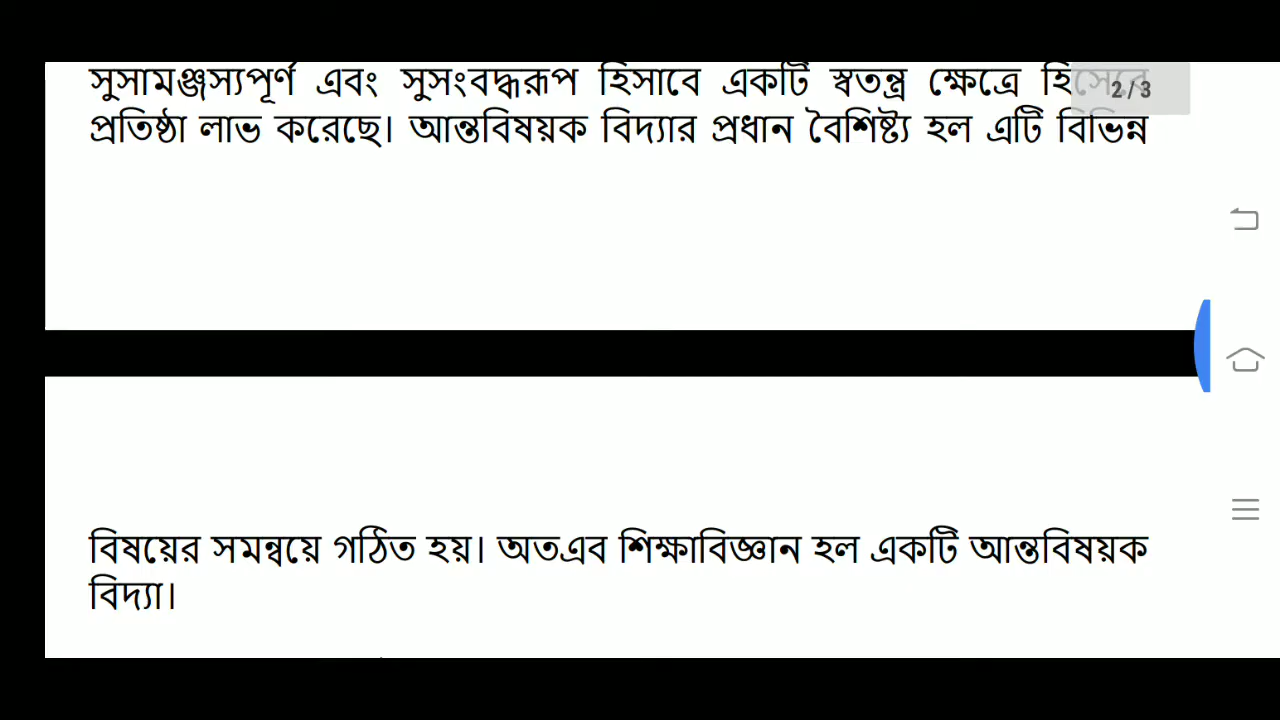 সুসামঞ্জস্যপূর্ণ এবং সুসংবদ্ধরূপ হিসাবে একটি স্বতন্ত্র ক্ষেত্রে হিসেবে
2/3
প্রতিষ্ঠা লাভ করেছে। আন্তবিষয়ক বিদ্যার প্রধান বৈশিষ্ট্য হল এটি বিভিন্ন
বিষয়ের সমন্বয়ে গঠিত হয়। অতএব শিক্ষাবিজ্ঞান হল একটি আন্তবিষয়ক
বিদ্যা।